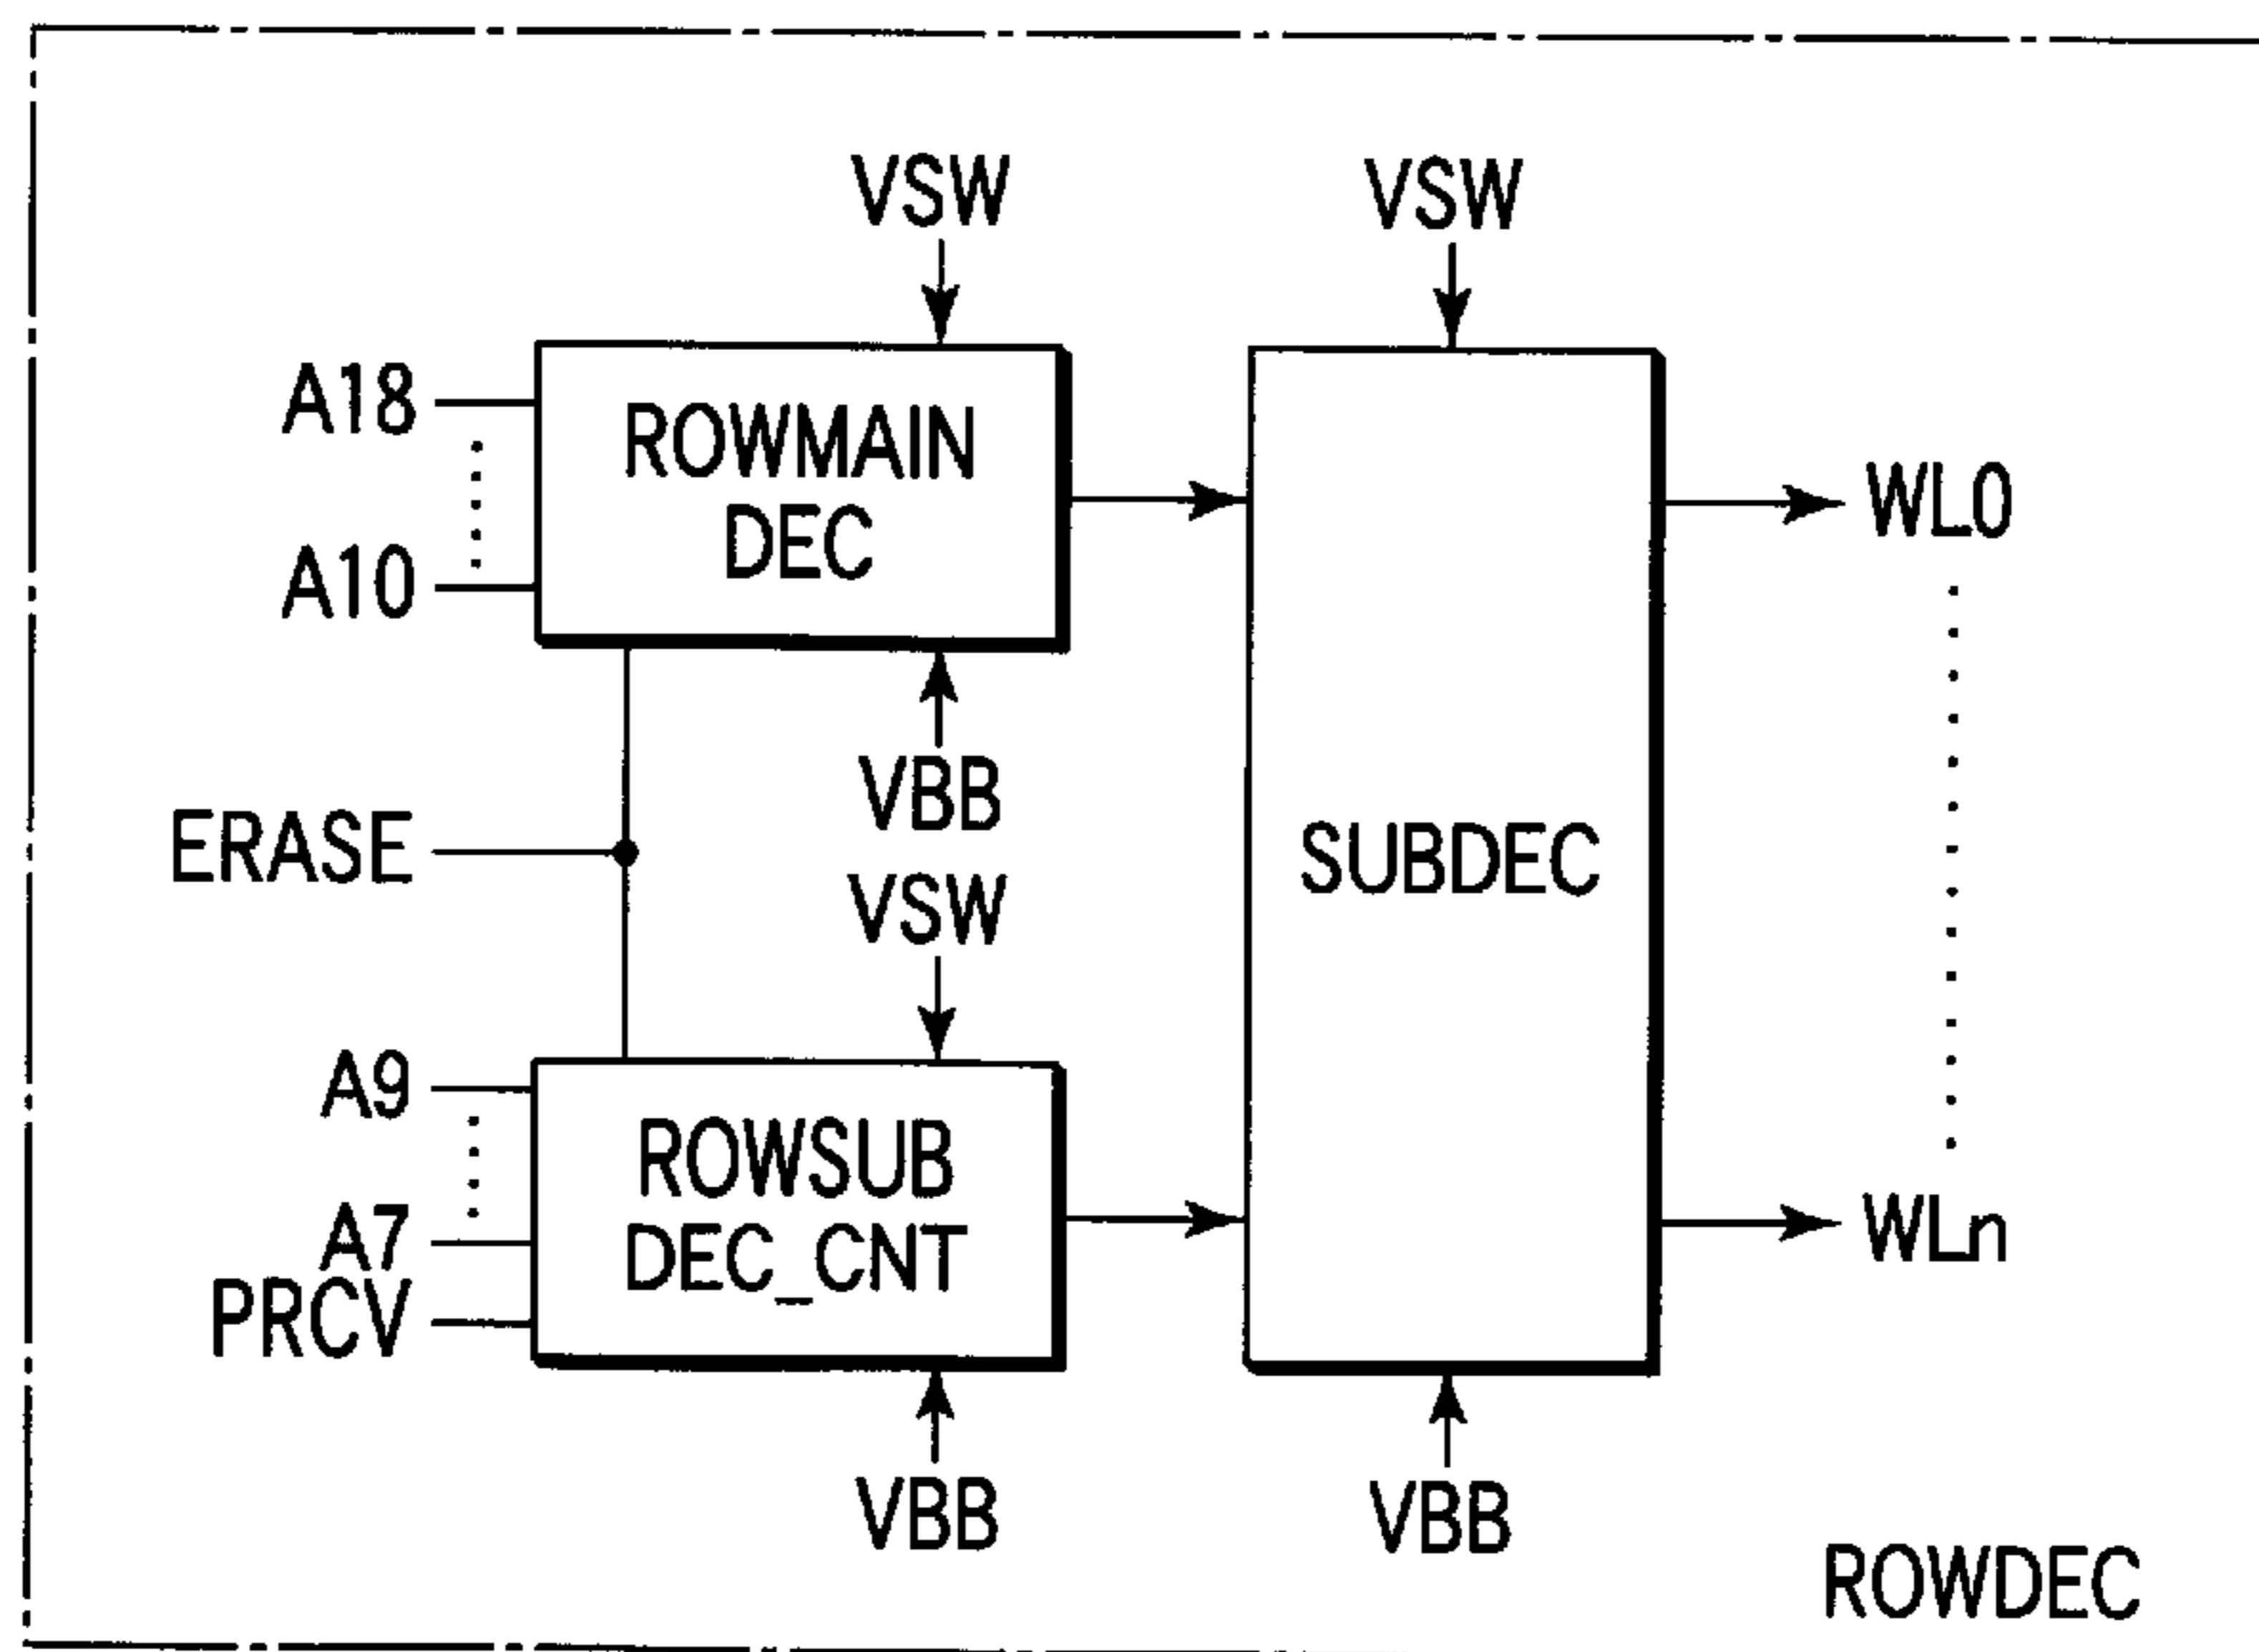 VSW
VSW
A18
ROWMAIN
DEC
A10
WL0
VBB
ERASE
SUBDEC
VSW
A9
ROWSUB
DEC_CNT
A7
PRCV
WLn
VBB
VBB
ROWDEC